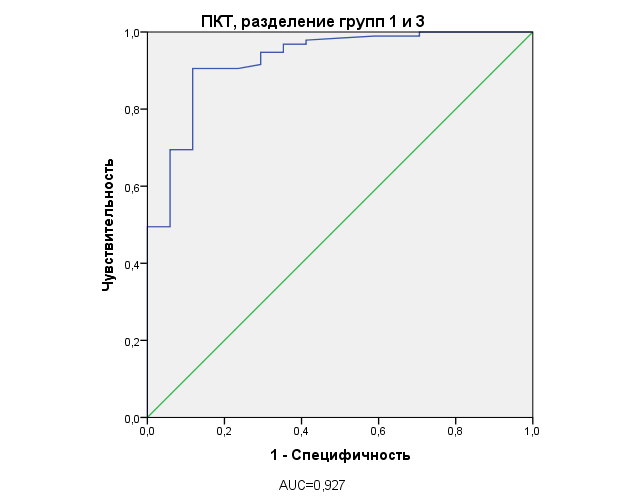 ПКТ, разделение групп 1 и 3
1,0
0,8
0,6
0,4
0,2
0,0
Чувствительность
0,0 0,2 0,4 0,6 0,8 1,0
1 - Специфичность
AUC=0,927